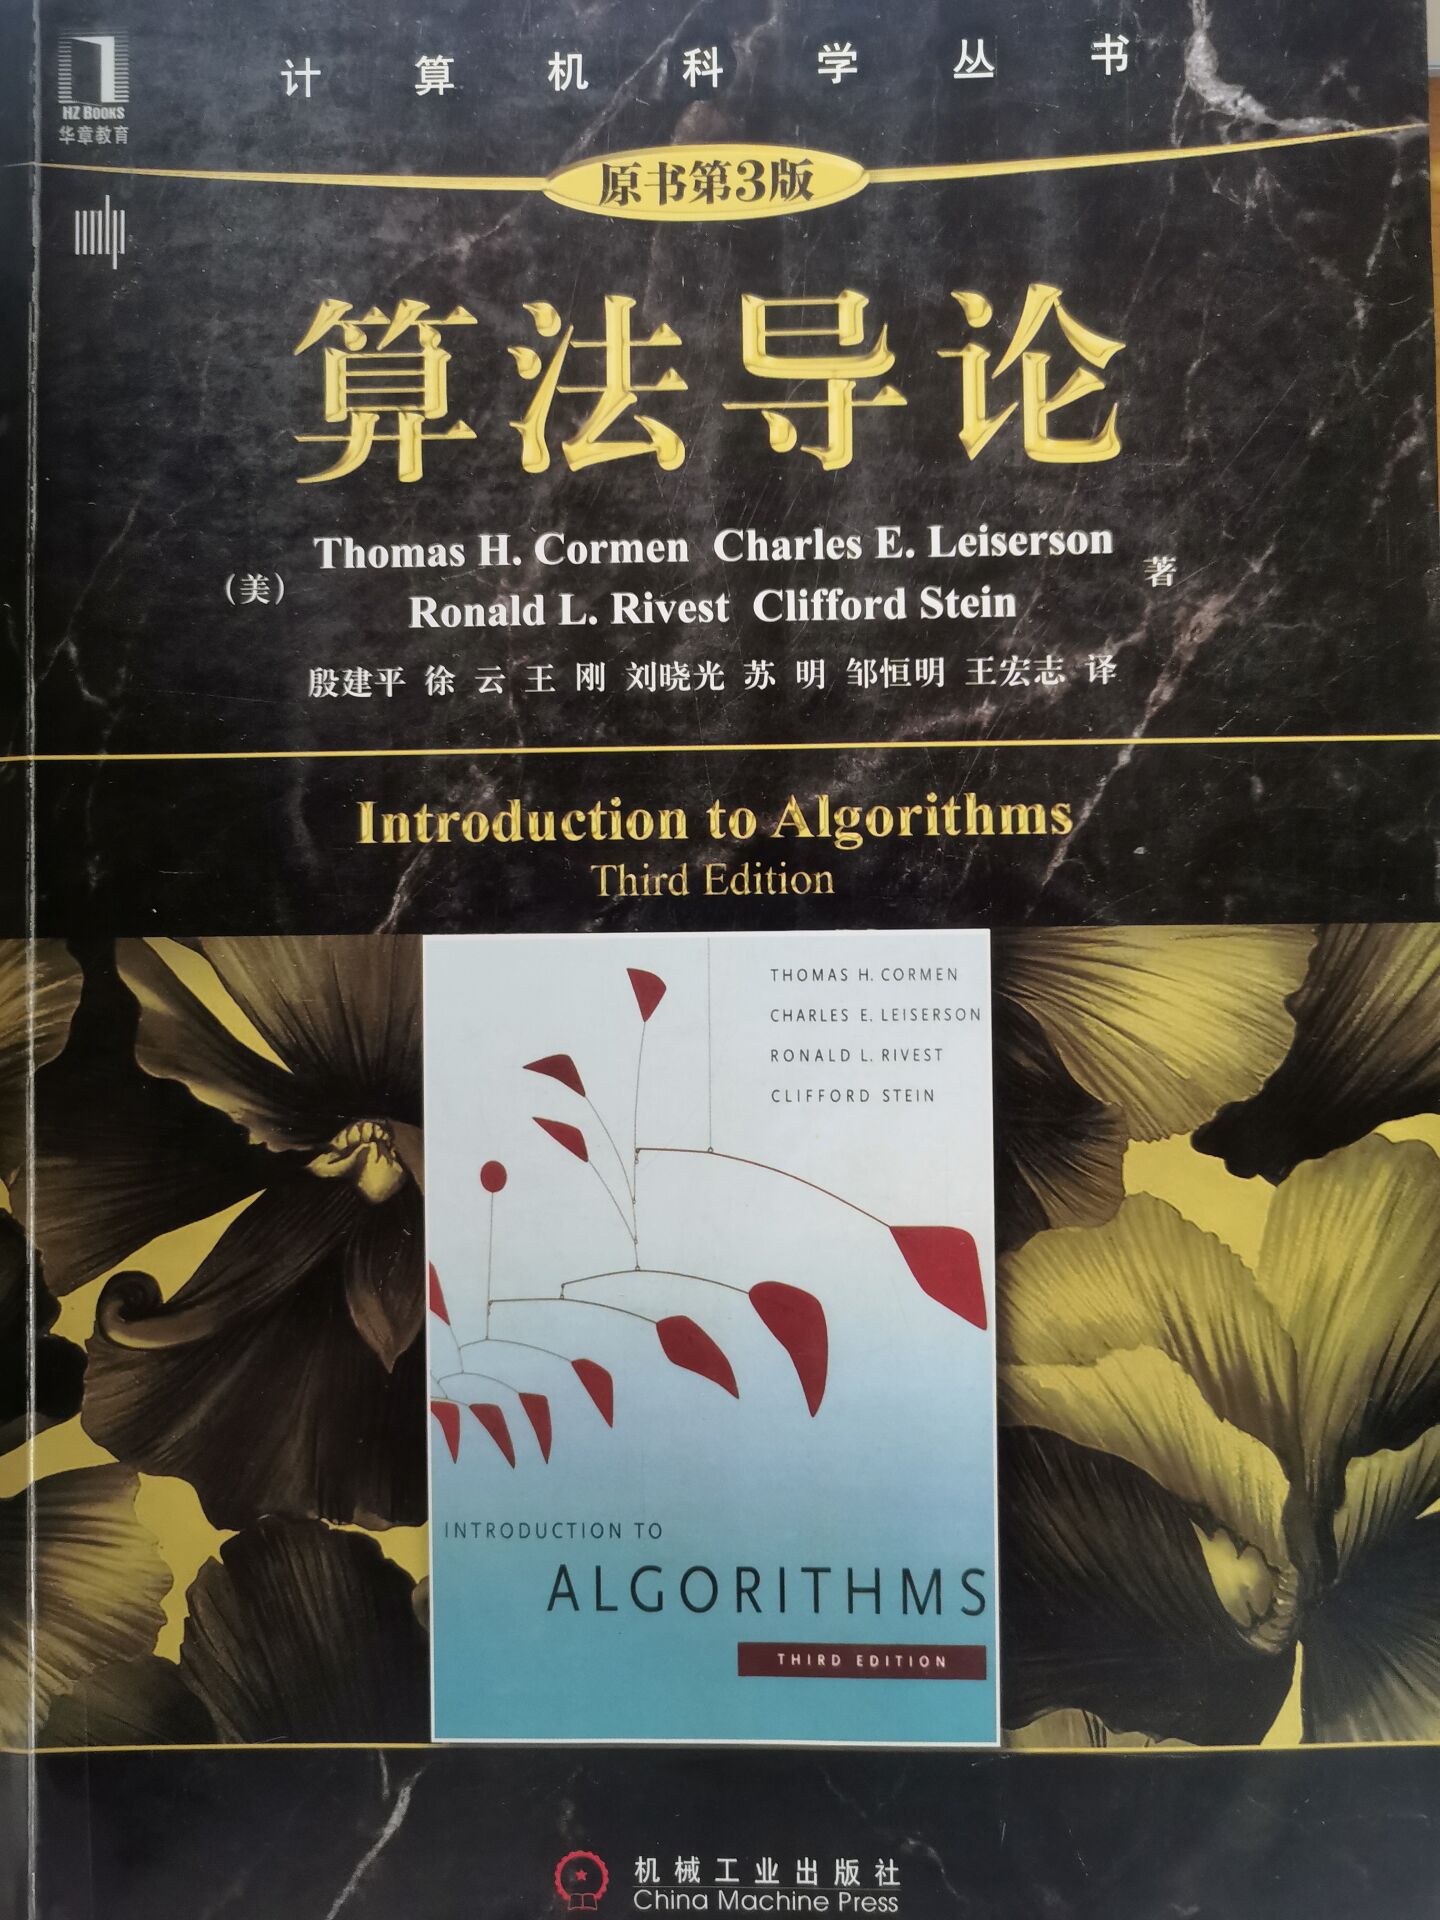 计算机科学丛书
HZ BOOKS
华章教育
原书第3版
算法导论
(美) Thomas H. Cormen Charles E. Leiserson
Ronald L. Rivest Clifford Stein 著
殷建平 徐云 王刚 刘晓光 苏明 邹恒明 王宏志 译
Introduction to Algorithms
Third Edition
THOMAS H. CORMEN
CHARLES E. LEISERSON
RONALD L. RIVEST
CLIFFORD STEIN
INTRODUCTION TO
ALGORITHMS
THIRD EDITION
机械工业出版社
China Machine Press